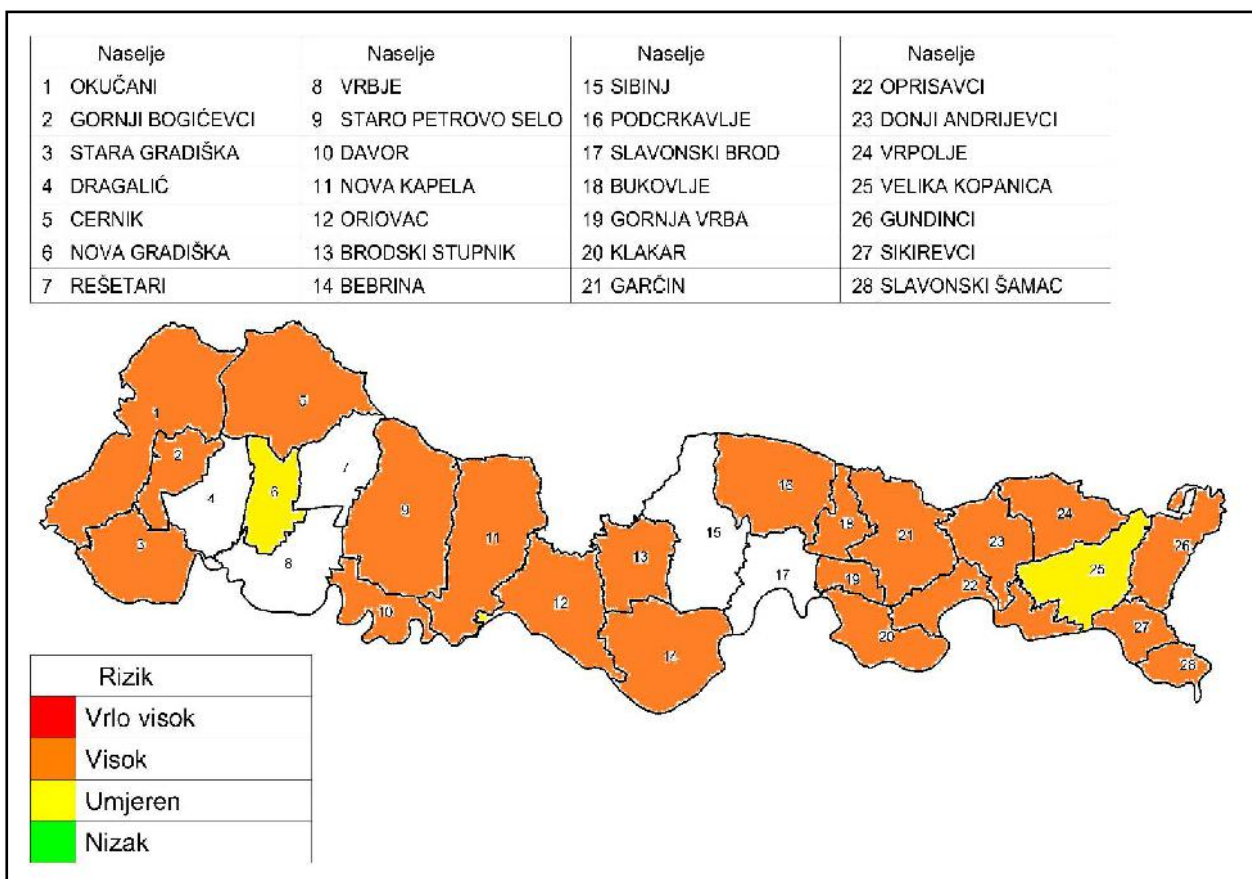 Naselje Naselje Naselje Naselje
1 OKUČANI 8 VRBJE 15 SIBINJ 22 OPRISAVCI
2 GORNJI BOGIĆEVCI 9 STARO PETROVO SELO 16 PODCRKAVLJE 23 DONJI ANDRIJEVCI
3 STARA GRADIŠKA 10 DAVOR 17 SLAVONSKI BROD 24 VRPOLJE
4 DRAGALIĆ 11 NOVA KAPELA 18 BUKOVLJE 25 VELIKA KOPANICA
5 CERNIK 12 ORIOVAC 19 GORNJA VRBA 26 GUNDINCI
6 NOVA GRADIŠKA 13 BRODSKI STUPNIK 20 KLAKAR 27 SIKIREVCI
7 REŠETARI 14 BEBRINA 21 GARČIN 28 SLAVONSKI ŠAMAC
5
1
2
7
4
6
3
8
9
10
11
12
13
14
15
16
17
18
19
20
21
22
23
24
25
26
27
28
Rizik
Vrlo visok
Visok
Umjeren
Nizak